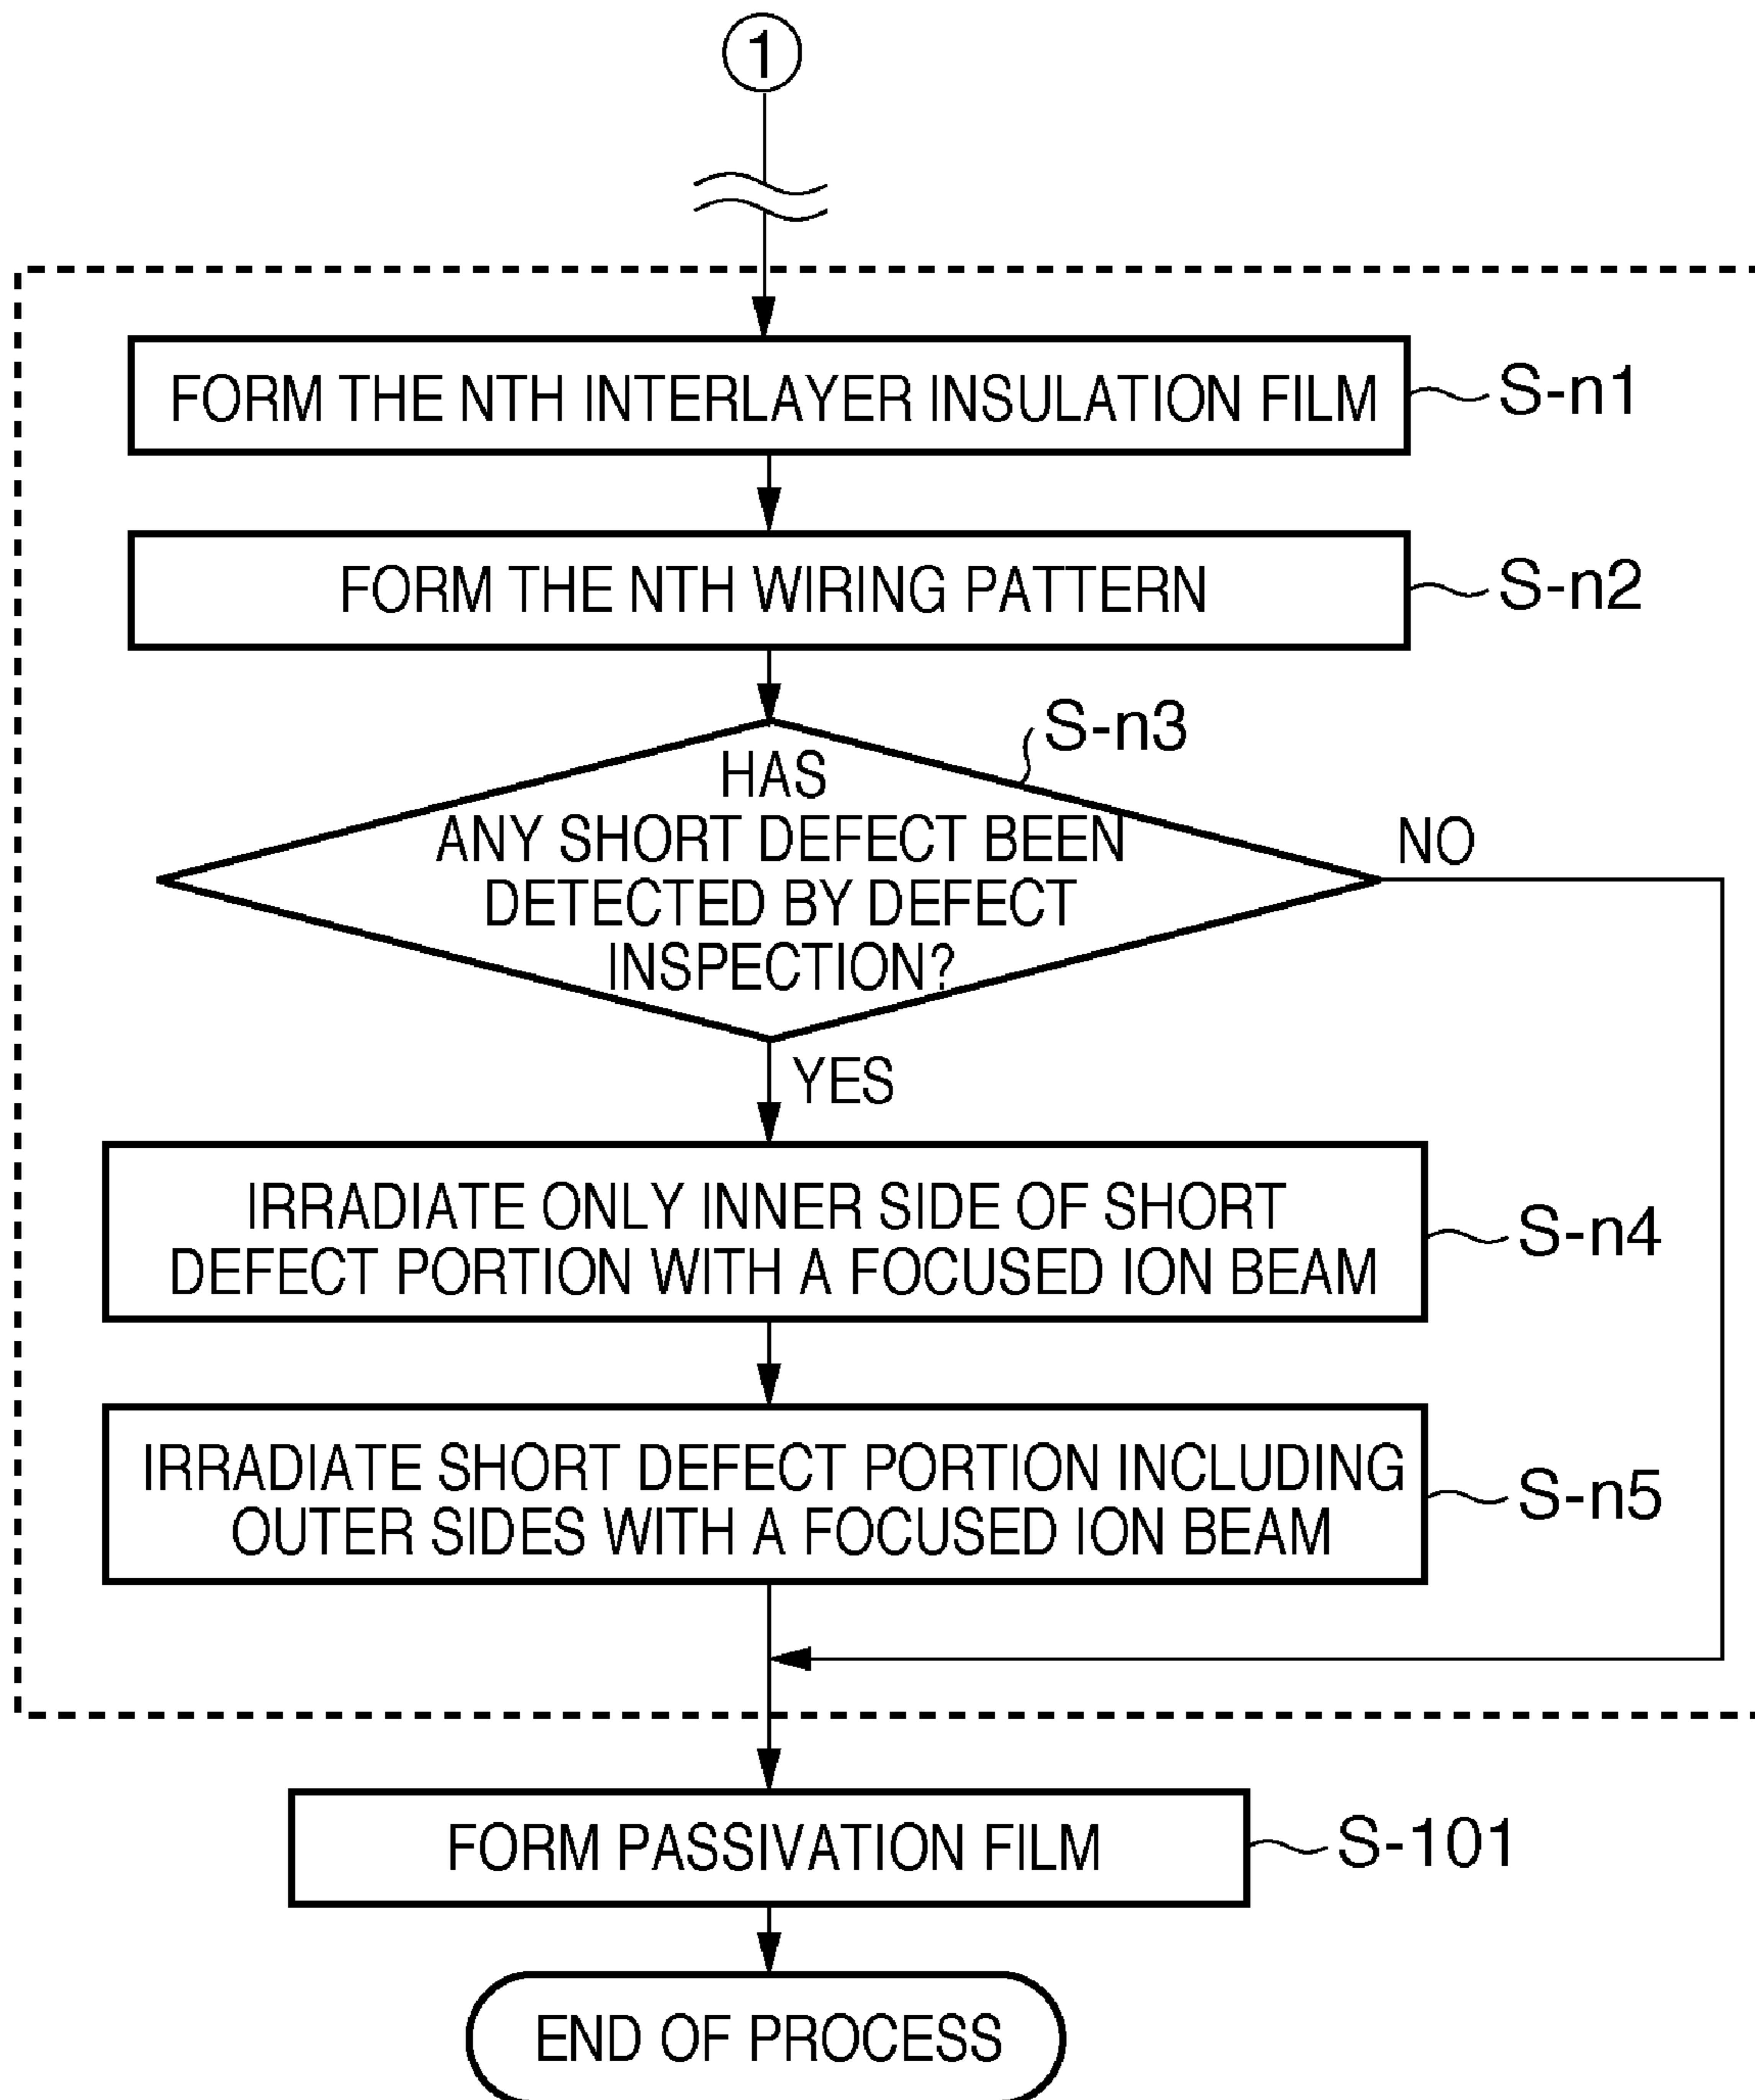 1
FORM THE NTH INTERLAYER INSULATION FILM
S-n1
FORM THE NTH WIRING PATTERN
S-n2
S-n3
HAS
ANY SHORT DEFECT BEEN
DETECTED BY DEFECT
INSPECTION?
NO
YES
IRRADIATE ONLY INNER SIDE OF SHORT
DEFECT PORTION WITH A FOCUSED ION BEAM
S-n4
IRRADIATE SHORT DEFECT PORTION INCLUDING
OUTER SIDES WITH A FOCUSED ION BEAM
S-n5
FORM PASSIVATION FILM
S-101
END OF PROCESS